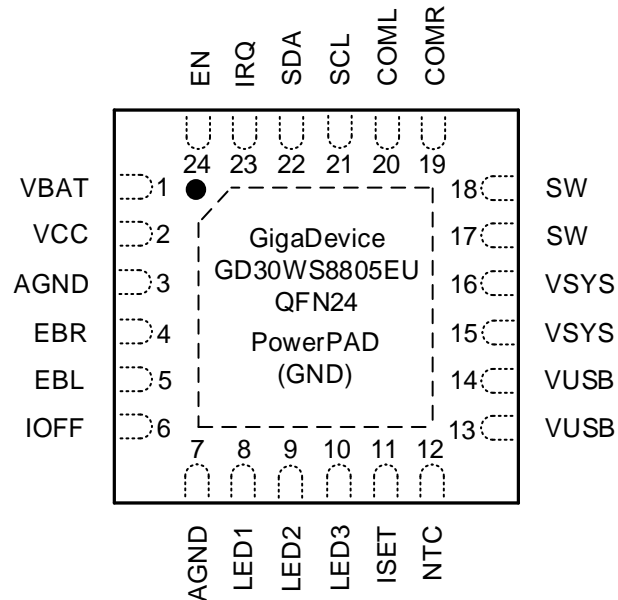 EN IRQ SDA SCL COML COMR
24 23 22 21 20 19
VBAT 1 18 SW
VCC 2 17 SW
AGND 3 16 VSYS
EBR 4 15 VSYS
EBL 5 14 VUSB
IOFF 6 13 VUSB
GigaDevice
GD30WS8805EU
QFN24
PowerPAD
(GND)
7 8 9 10 11 12
AGND LED1 LED2 LED3 ISET NTC